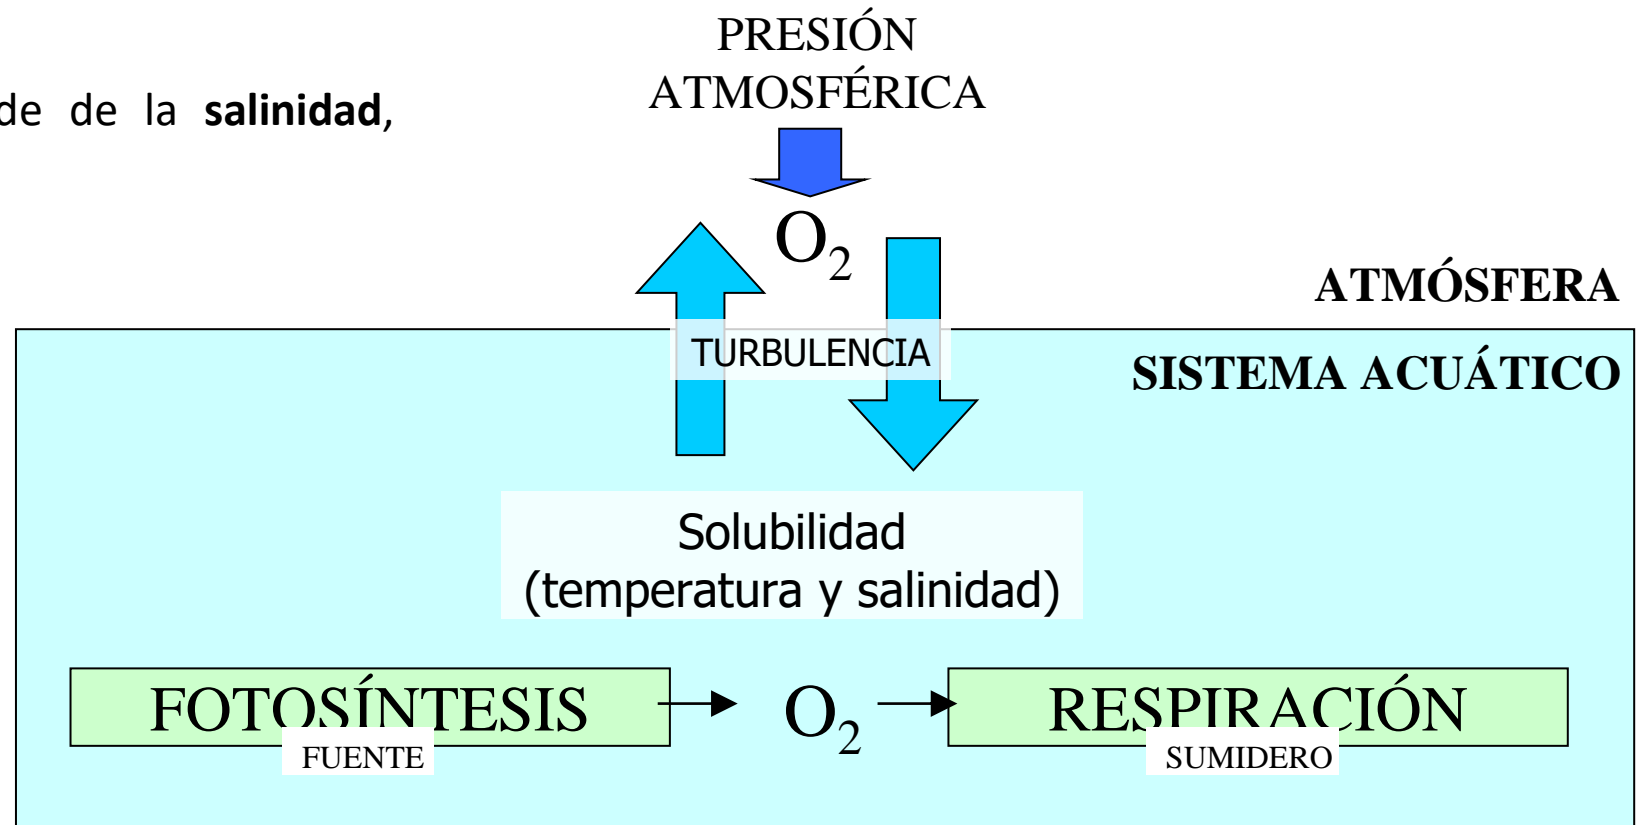 PRESIÓN
ATMOSFÉRICA
de de la salinidad,
O2
ATMÓSFERA
TURBULENCIA
SISTEMA ACUÁTICO
Solubilidad
(temperatura y salinidad)
FOTOSÍNTESIS
FUENTE
O2
RESPIRACIÓN
SUMIDERO